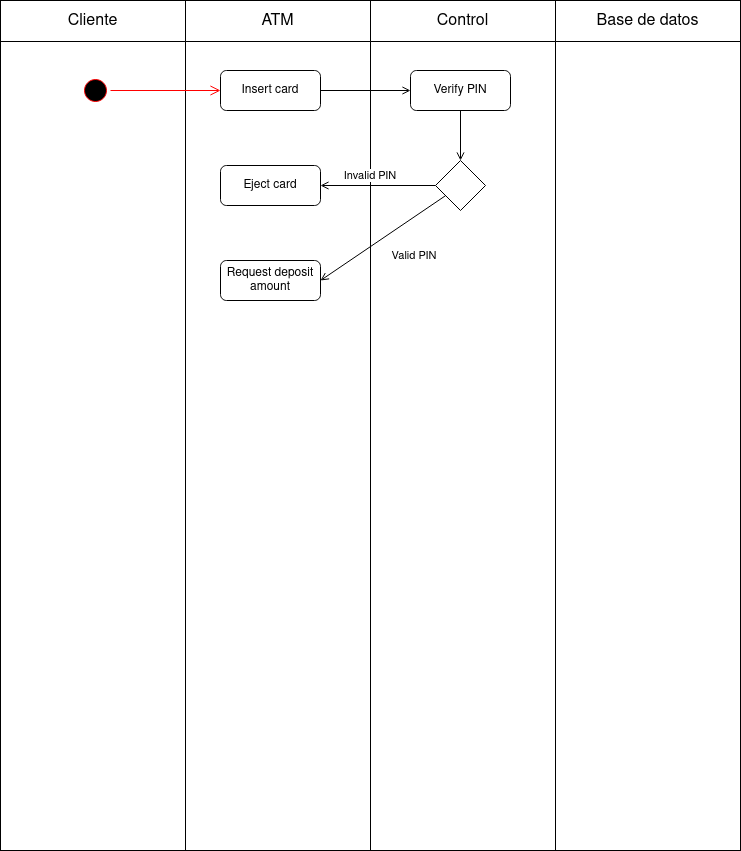 Cliente
ATM
Control
Base de datos
Insert card
Verify PIN
Invalid PIN
Eject card
Valid PIN
Request deposit
amount